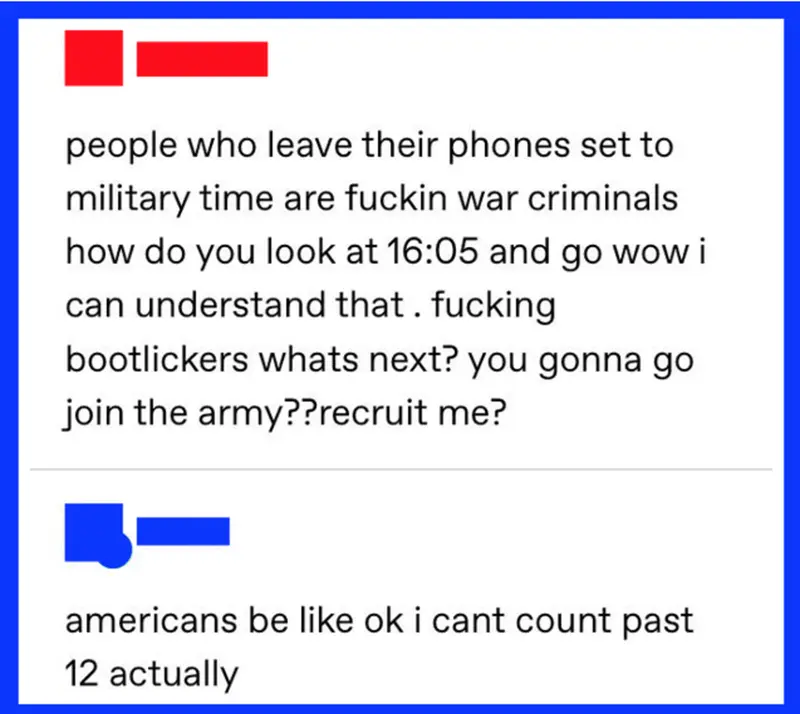 people who leave their phones set to
military time are fuckin war criminals
how do you look at 16:05 and go wow i
can understand that . fucking
bootlickers whats next? you gonna go
join the army??recruit me?
americans be like ok i cant count past
12 actually